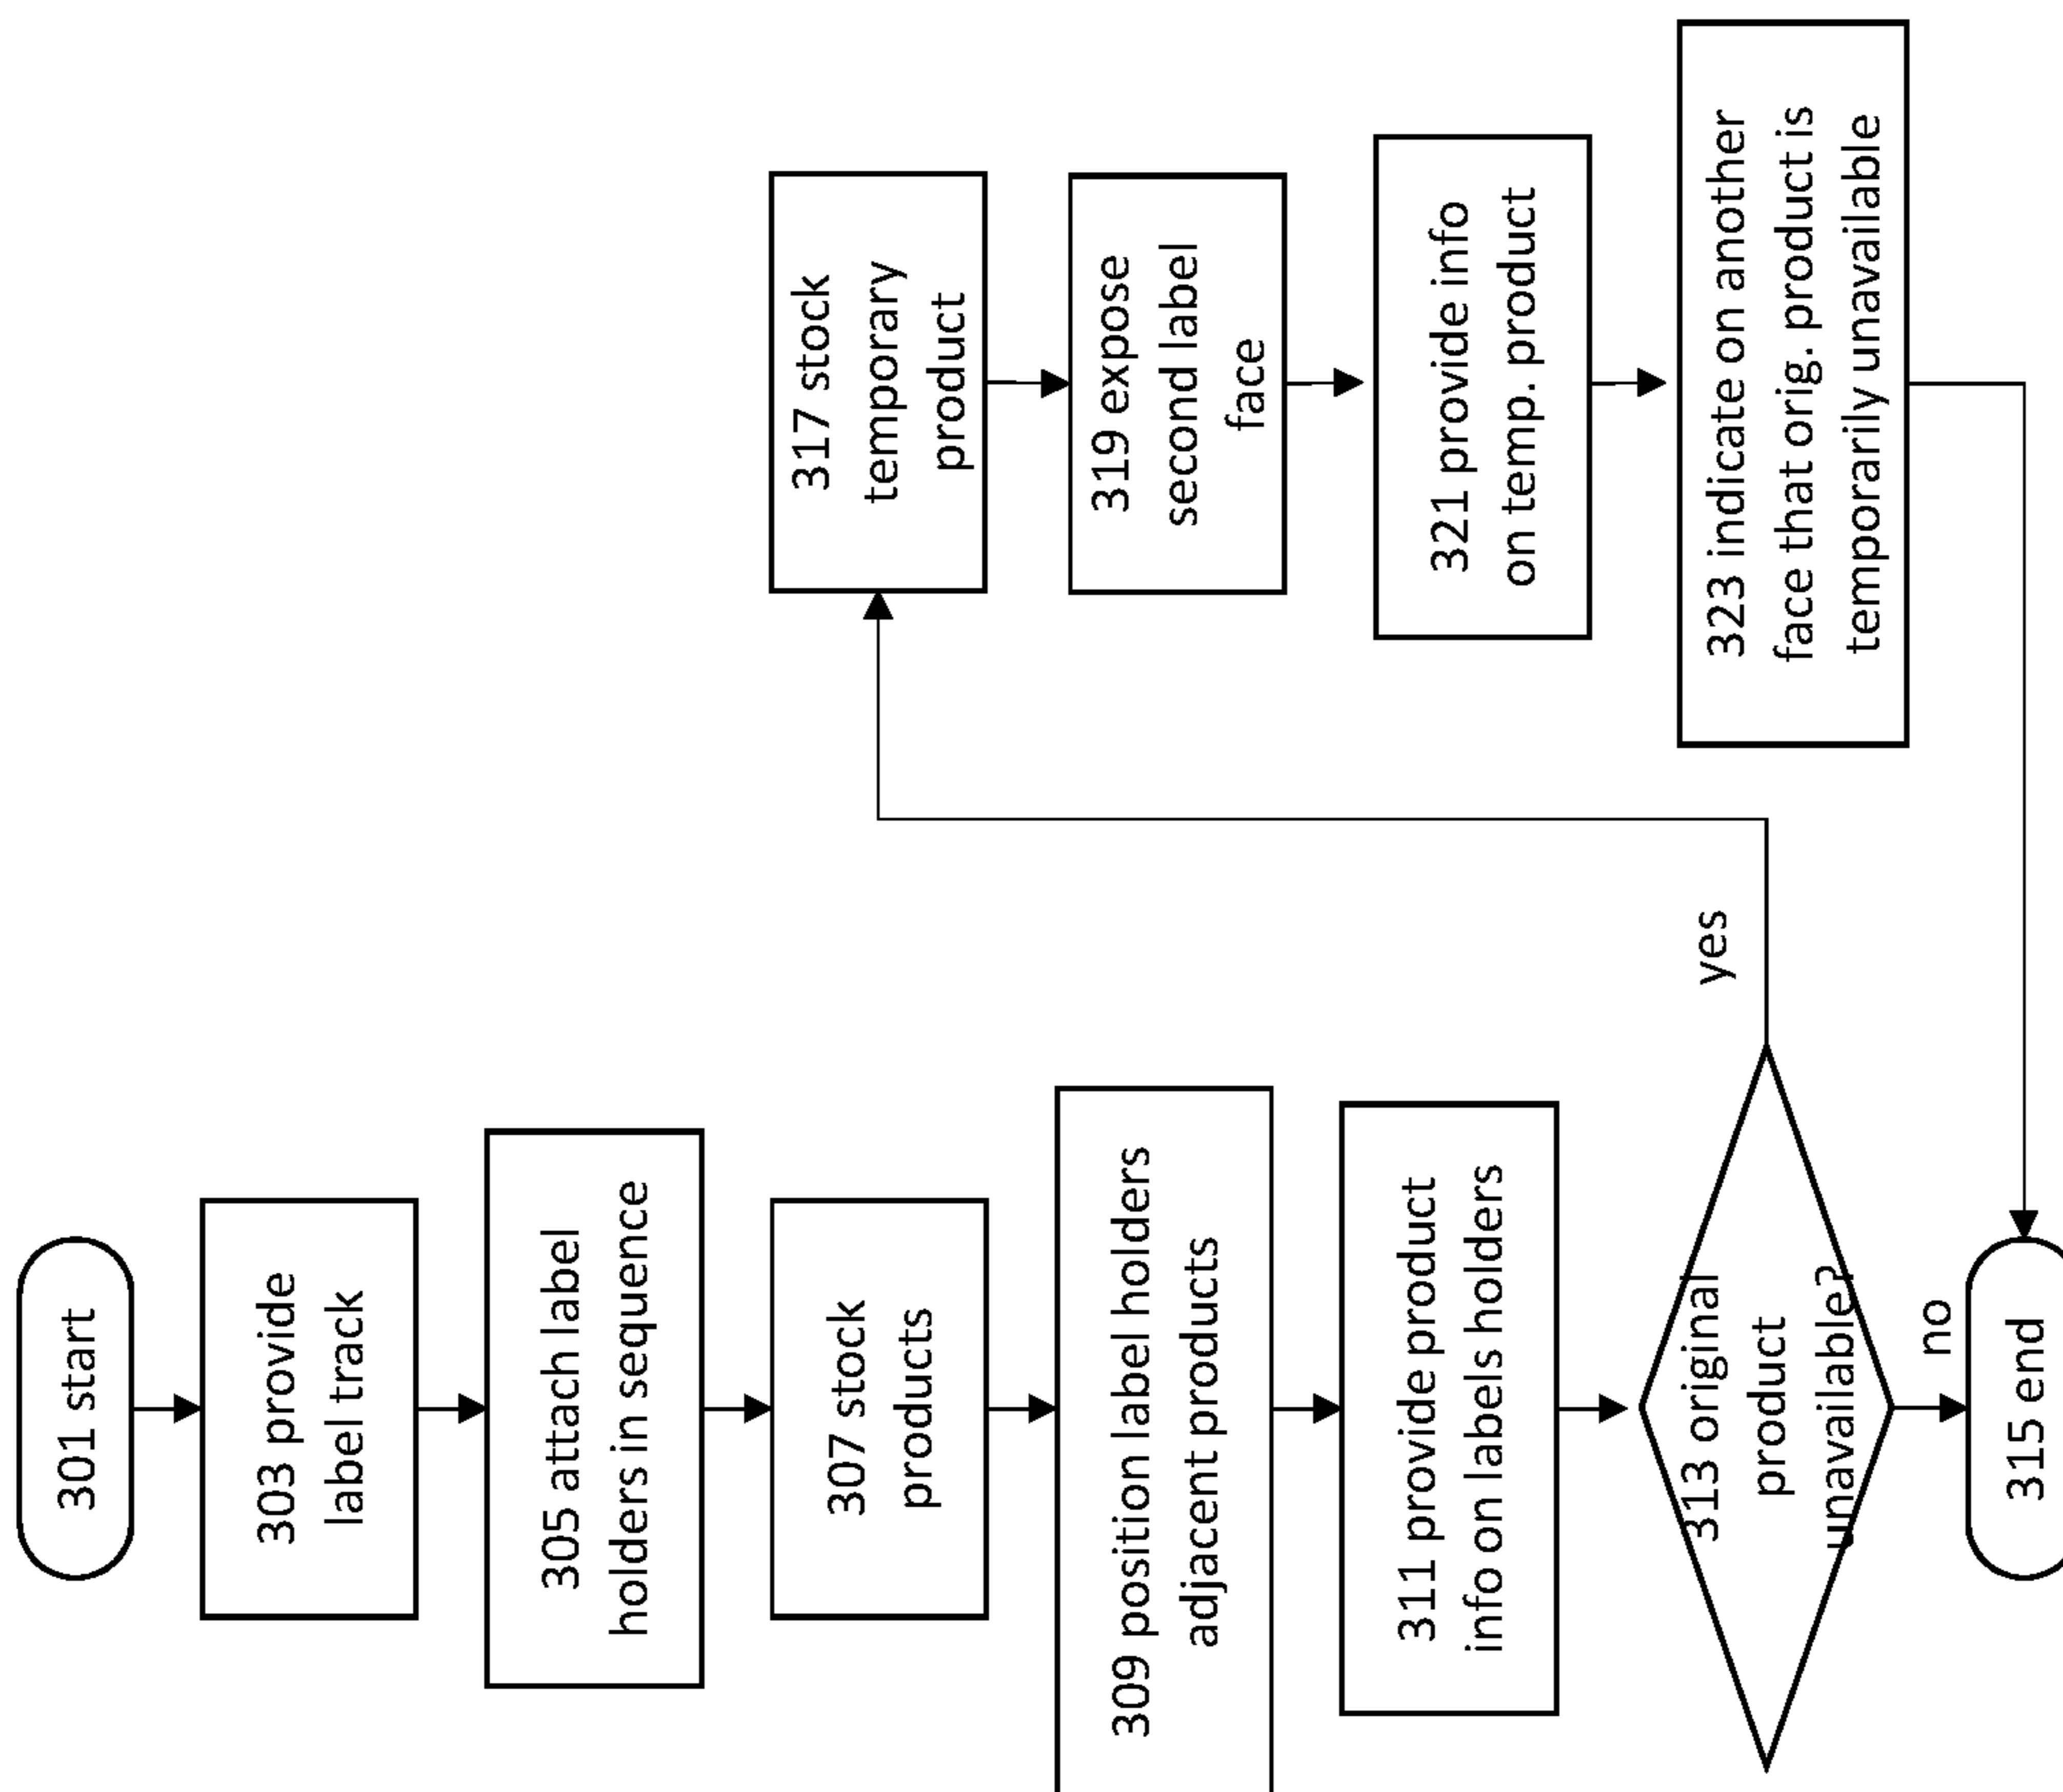 301 start
303 provide
label track
305 attach label
holders in sequence
307 stock
products
309 position label holders
adjacent products
311 provide product
info on labels holders
313 original
product
unavailable?
yes
no
315 end
317 stock
temporary
product
319 expose
second label
face
321 provide info
on temp. product
323 indicate on another
face that orig. product is
temporarily unavailable